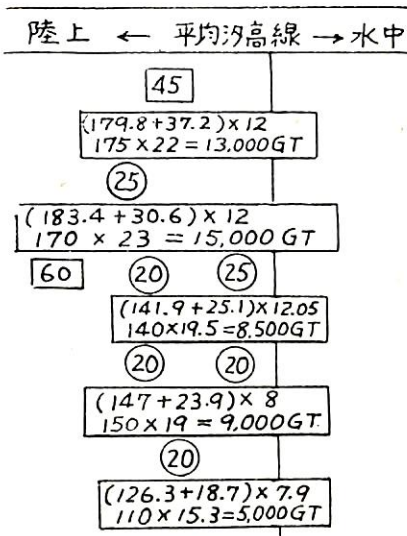 陸上 ← 平均汐高線 → 水中
45
(179.8+37.2)×12
175×22=13,000GT
25
(183.4+30.6)×12
170 × 23 = 15,000 GT
60 20 25
(141.9+25.1)×12.05
140×19.5=8,500GT
20 20
(147+23.9)× 8
150×19 = 9,000GT.
20
(126.3+18.7)×7.9
110×15.3=5,000GT